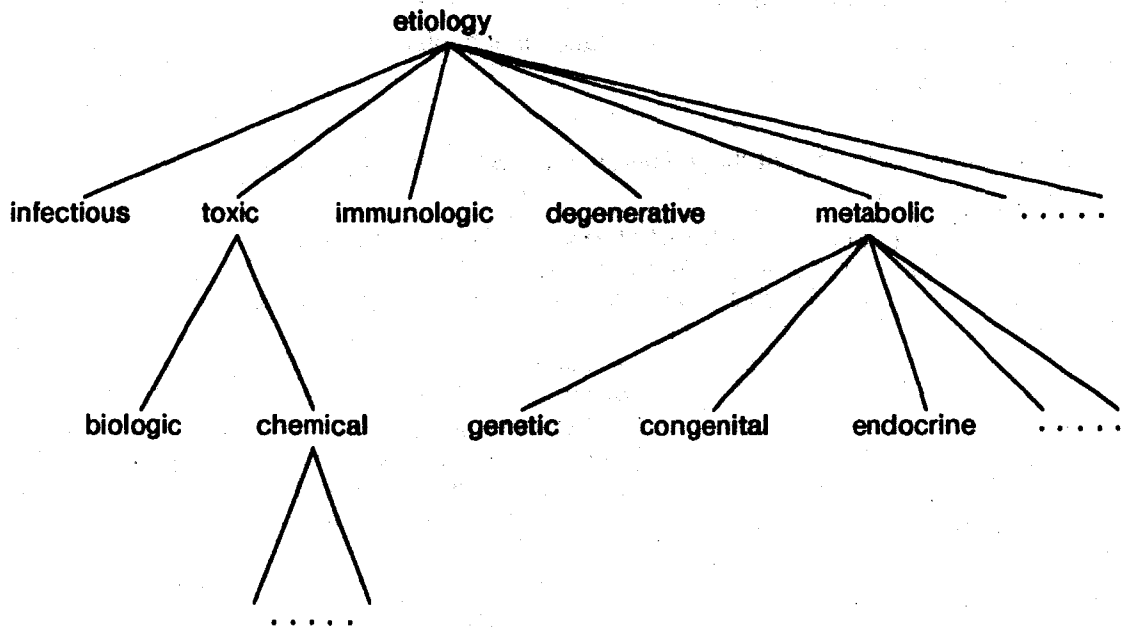 etiology
infectious toxic immunologic degenerative metabolic . . . . .
biologic chemical genetic congenital endocrine . . . . .
. . . . .